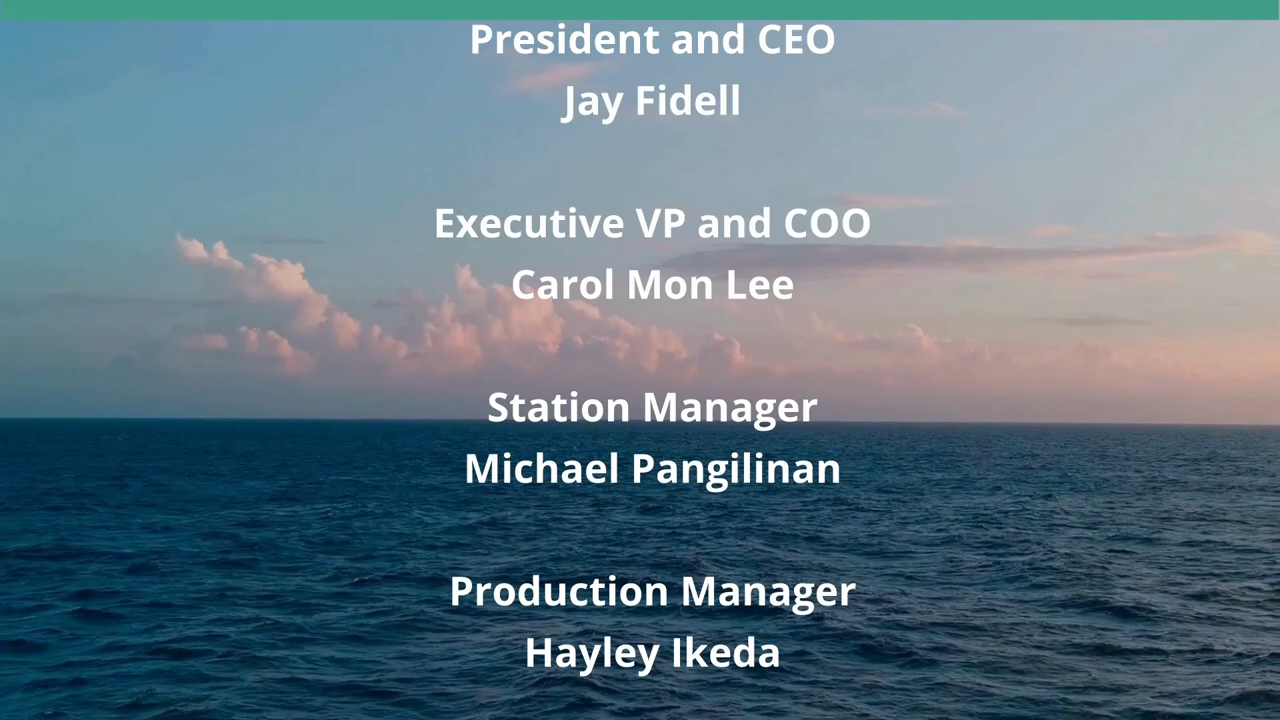 President and CEO
Jay Fidell
Executive VP and COO
Carol Mon Lee
Station Manager
Michael Pangilinan
Production Manager
Hayley Ikeda